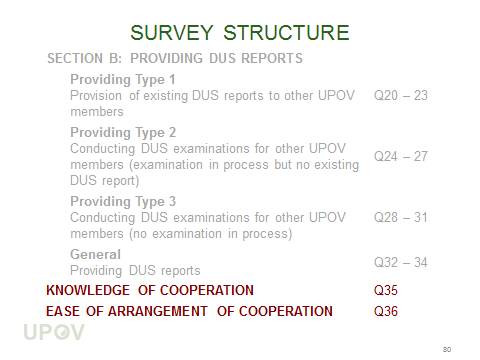 SURVEY STRUCTURE
SECTION B: PROVIDING DUS REPORTS
Providing Type 1
Provision of existing DUS reports to other UPOV members Q20 – 23
Providing Type 2
Conducting DUS examinations for other UPOV
members (examination in process but no existing
DUS report)
Q24 – 27
Providing Type 3
Conducting DUS examinations for other UPOV
members (no examination in process)
Q28 – 31
General
Providing DUS reports
Q32 – 34
KNOWLEDGE OF COOPERATION Q35
EASE OF ARRANGEMENT OF COOPERATION Q36
UPOV
80